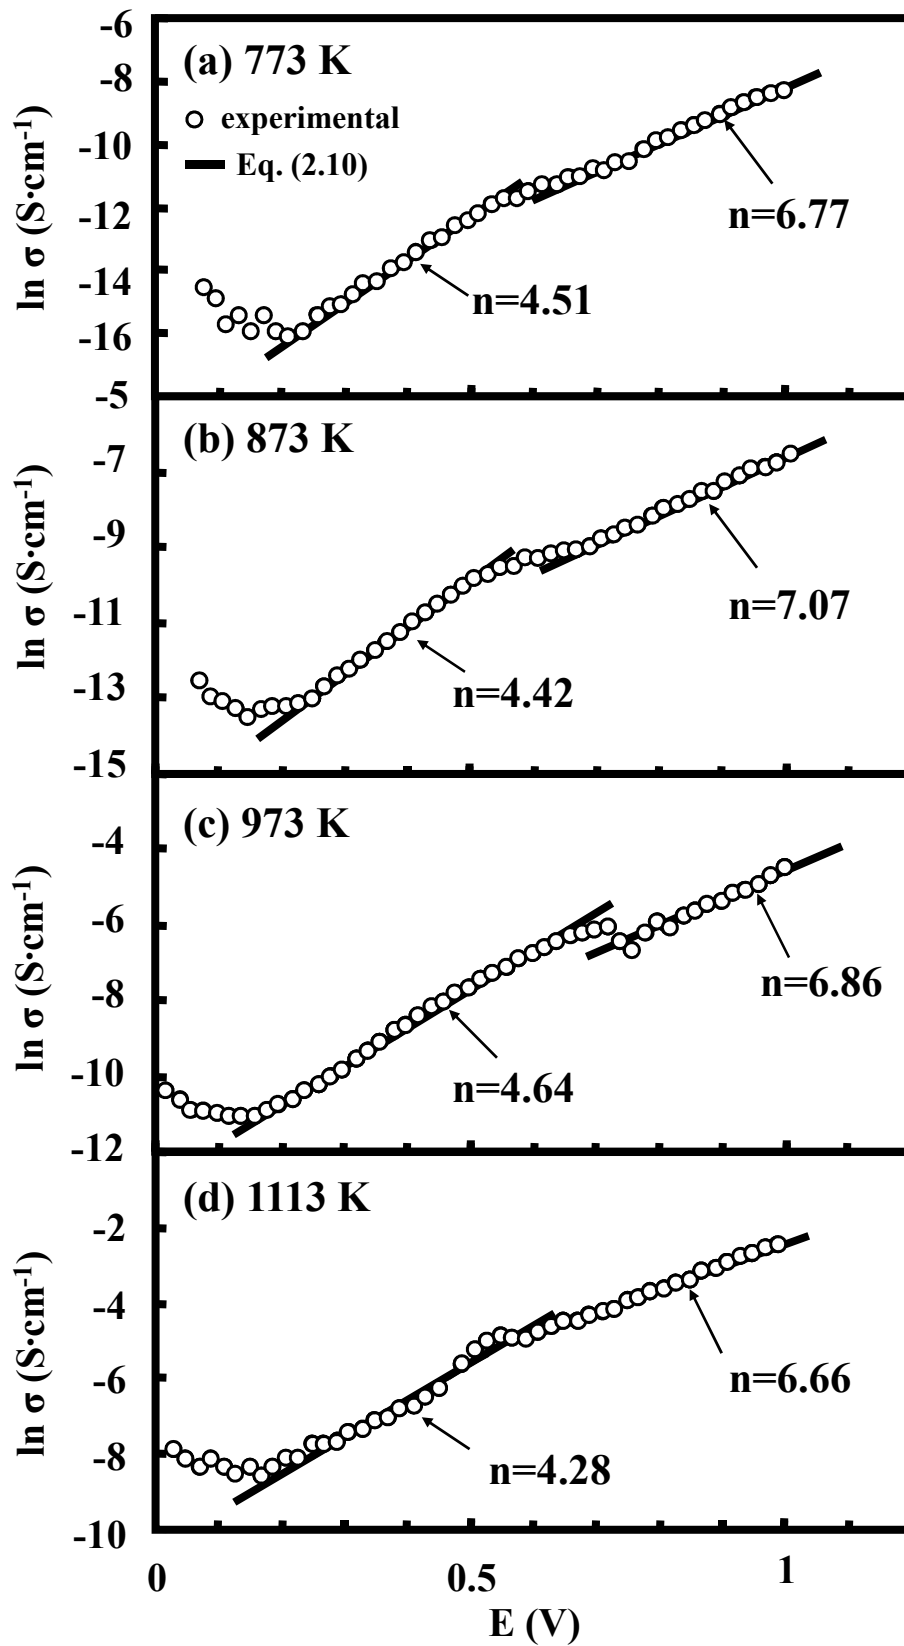 -6
(a) 773 K
-8
experimental
-10
Eq. (2.10)
-12
n=6.77
-14
n=4.51
-16
ln σ (S·cm⁻¹)
-5
(b) 873 K
-7
-9
-11
n=7.07
n=4.42
-13
-15
ln σ (S·cm⁻¹)
(c) 973 K
-4
-6
-8
n=6.86
-10
n=4.64
-12
ln σ (S·cm⁻¹)
(d) 1113 K
-2
-4
-6
n=6.66
-8
n=4.28
-10
ln σ (S·cm⁻¹)
0 0.5 1
E (V)